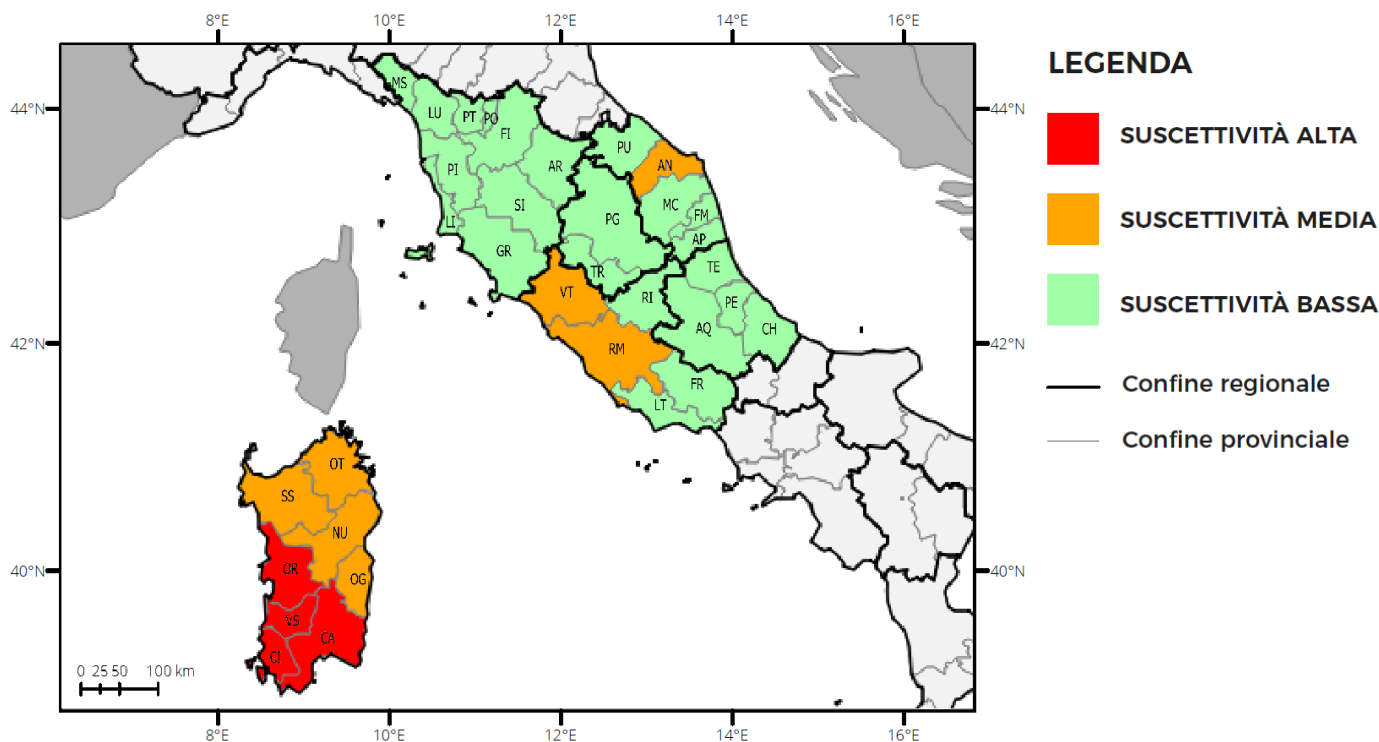 8°E 10°E 12°E 14°E 16°E
LEGENDA
44°N 44°N
SUSCETTIVITÀ ALTA
SUSCETTIVITÀ MEDIA
SUSCETTIVITÀ BASSA
Confine regionale
Confine provinciale
MS
LU PT PO
FI
PU
AN
PI
AR
MC
SI
PG
FM
LI
AP
GR
TE
TR
VT
RI
PE
AQ
CH
42°N 42°N
RM
FR
LT
OT
SS
NU
OR
OG
40°N 40°N
VS
CA
CI
0 25 50 100 km
8°E 10°E 12°E 14°E 16°E